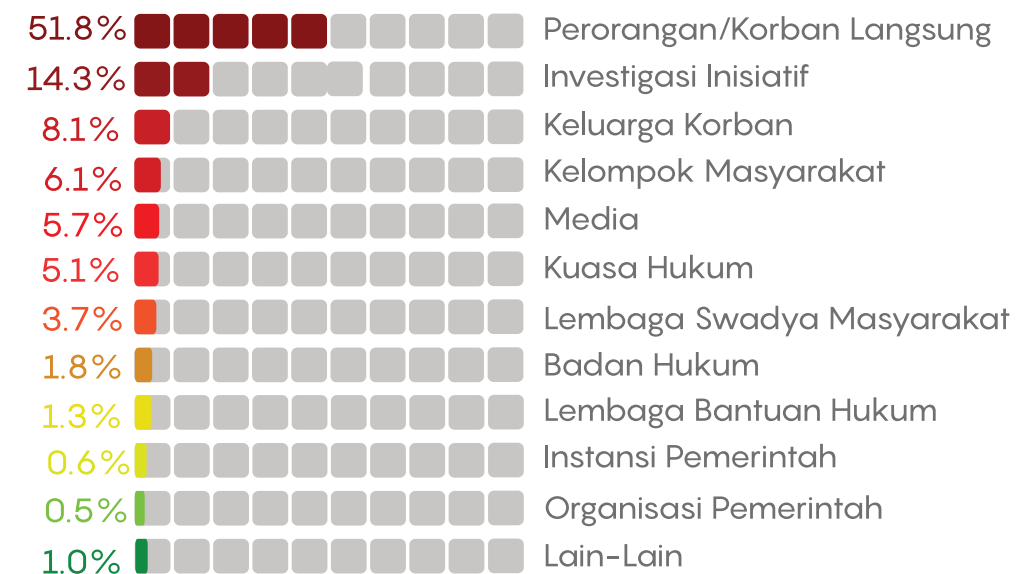 51.8% Perorangan/Korban Langsung
14.3% Investigasi Inisiatif
8.1% Keluarga Korban
6.1% Kelompok Masyarakat
5.7% Media
5.1% Kuasa Hukum
3.7% Lembaga Swadya Masyarakat
1.8% Badan Hukum
1.3% Lembaga Bantuan Hukum
0.6% Instansi Pemerintah
0.5% Organisasi Pemerintah
1.0% Lain-Lain